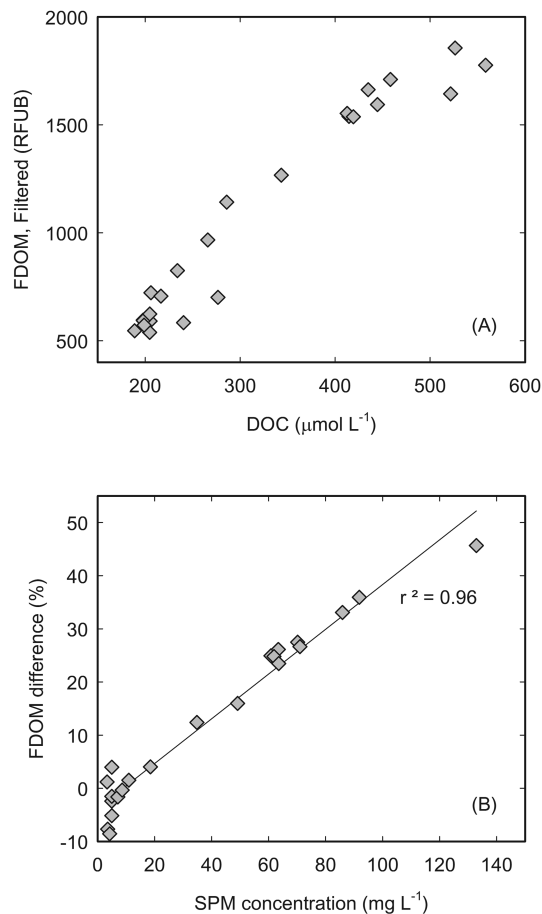 2000
1500
1000
500
FDOM, Filtered (RFUB)
(A)
200 300 400 500 600
DOC (μmol L⁻¹)
50
40
30
20
10
0
-10
FDOM difference (%)
r ² = 0.96
(B)
0 20 40 60 80 100 120 140
SPM concentration (mg L⁻¹)